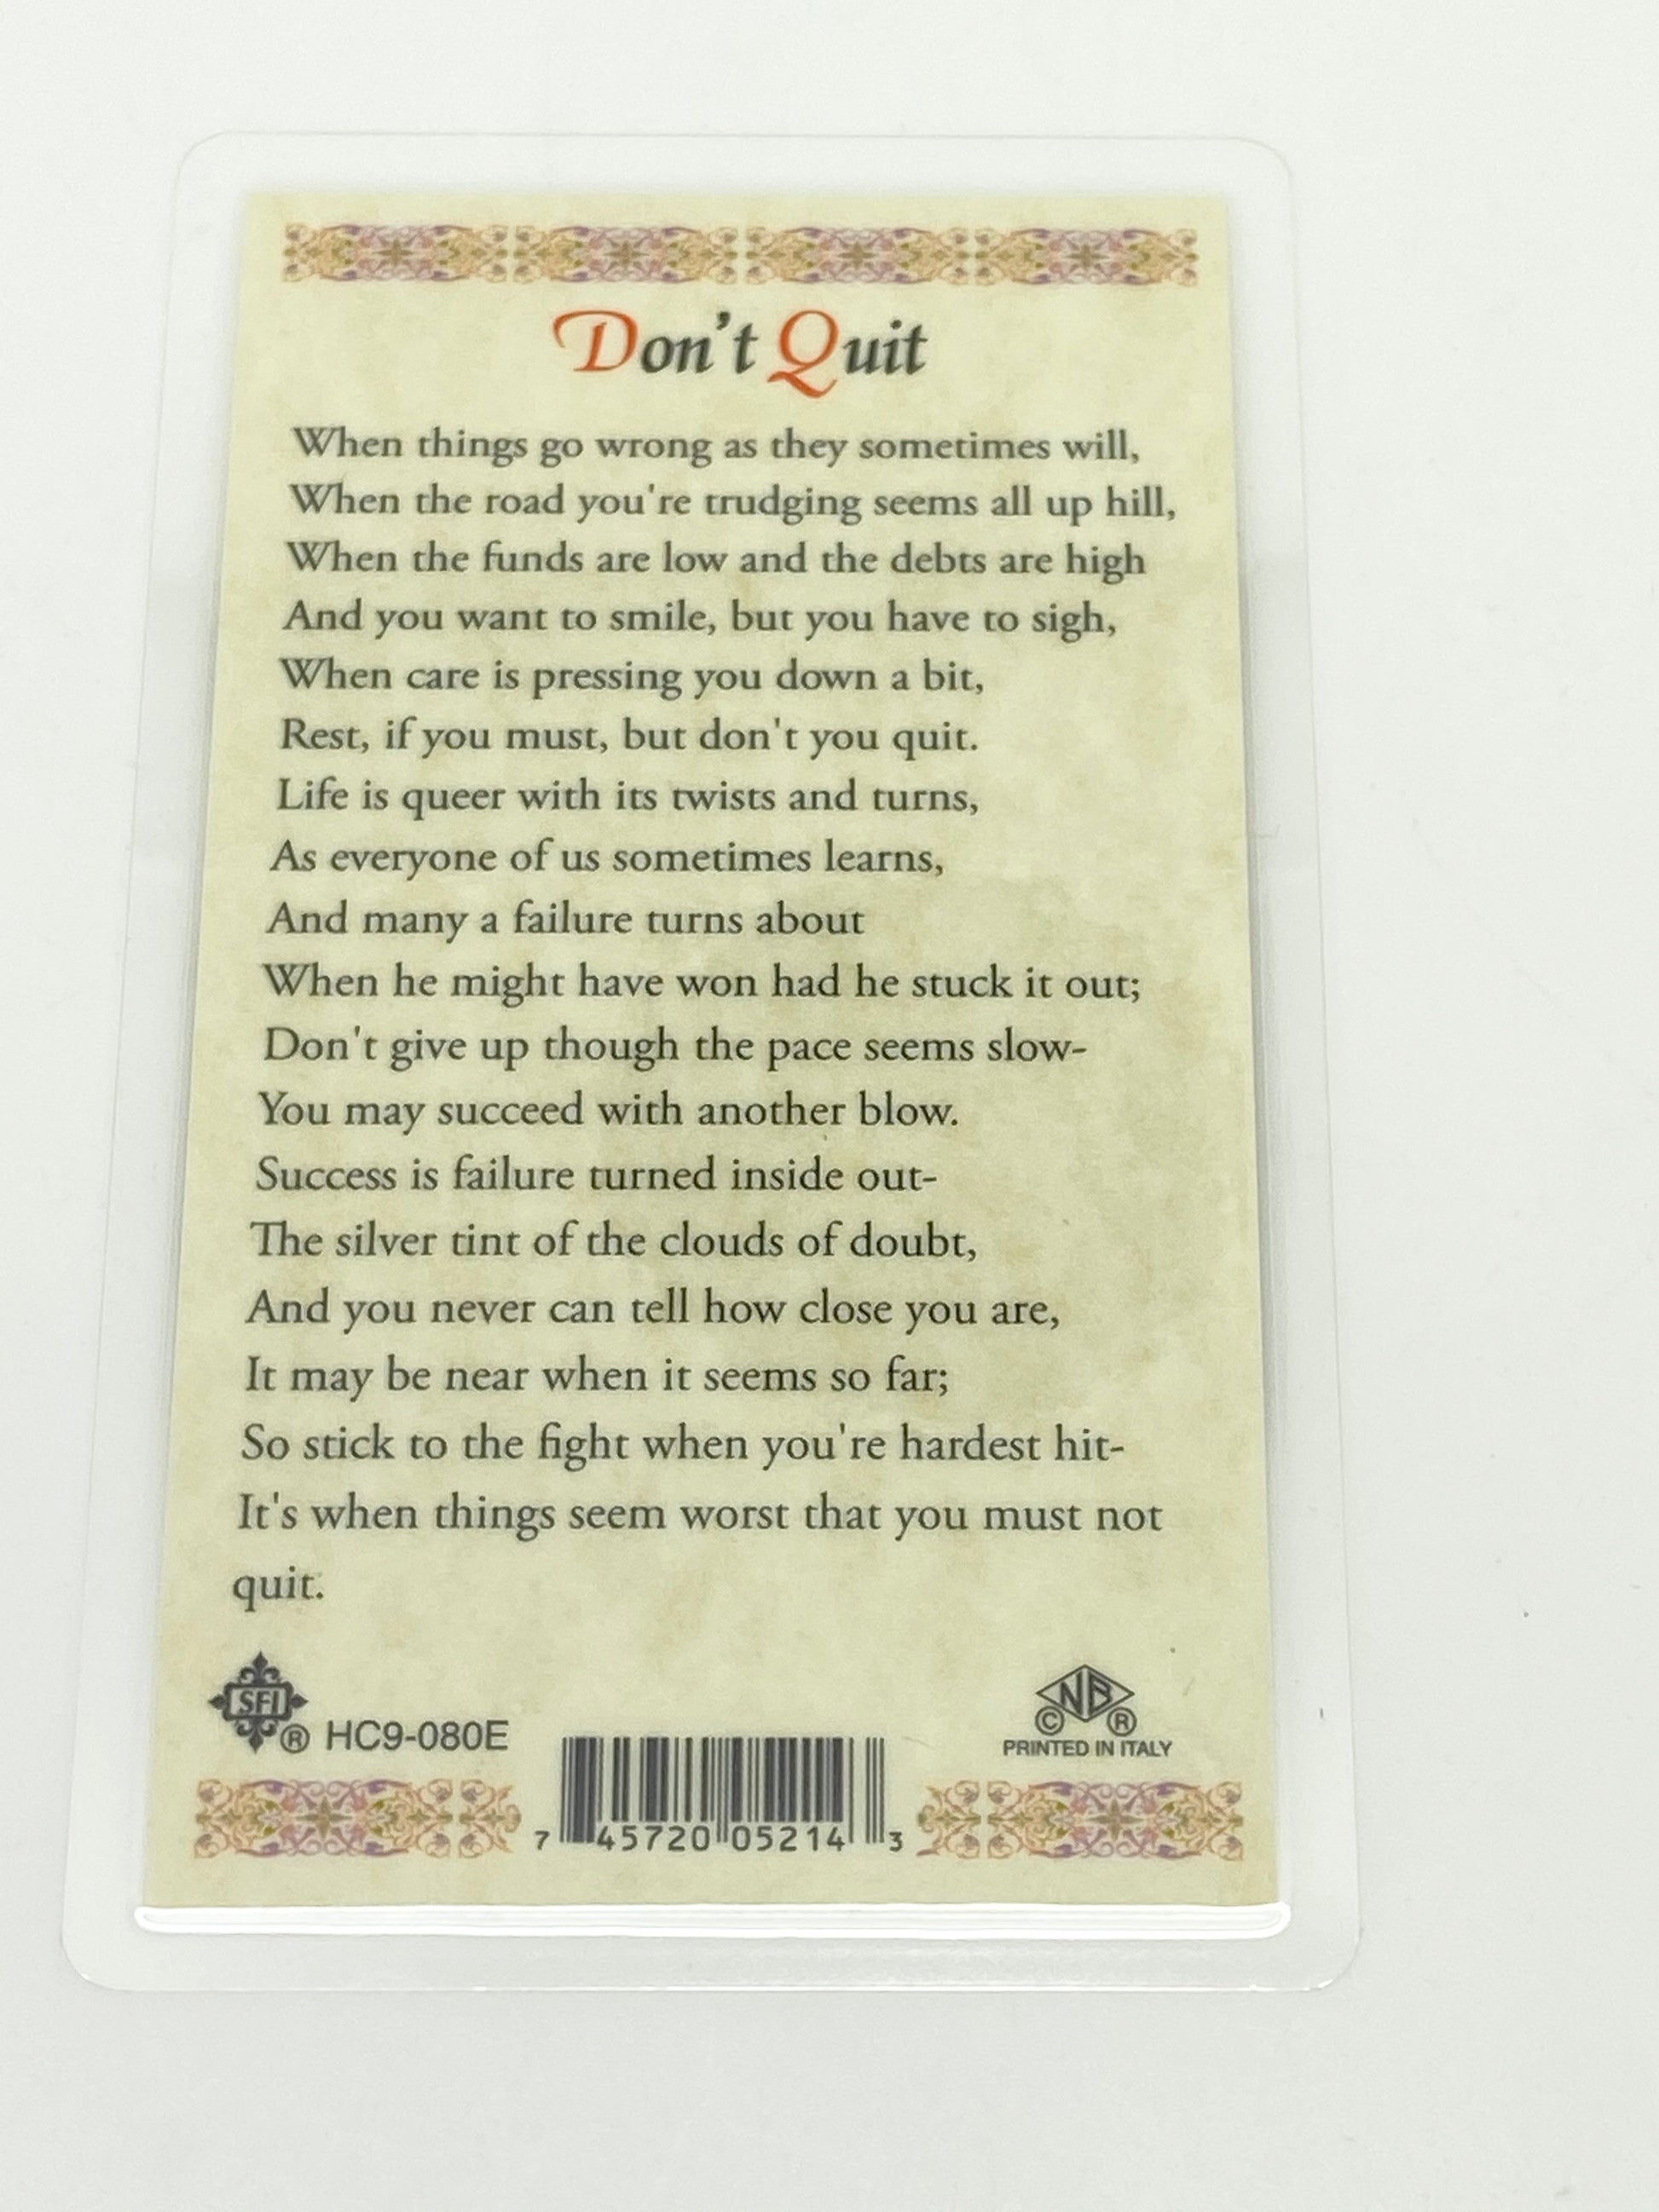 Don't Quit
When things go wrong as they sometimes will,
When the road you're trudging seems all up hill,
When the funds are low and the debts are high
And you want to smile, but you have to sigh,
When care is pressing you down a bit,
Rest, if you must, but don't you quit.
Life is queer with its twists and turns,
As everyone of us sometimes learns,
And many a failure turns about
When he might have won had he stuck it out;
Don't give up though the pace seems slow-
You may succeed with another blow.
Success is failure turned inside out-
The silver tint of the clouds of doubt,
And you never can tell how close you are,
It may be near when it seems so far;
So stick to the fight when you're hardest hit-
It's when things seem worst that you must not
quit.
SFI ® HC9-080E
NB
© ®
PRINTED IN ITALY
7 45720 05214 3